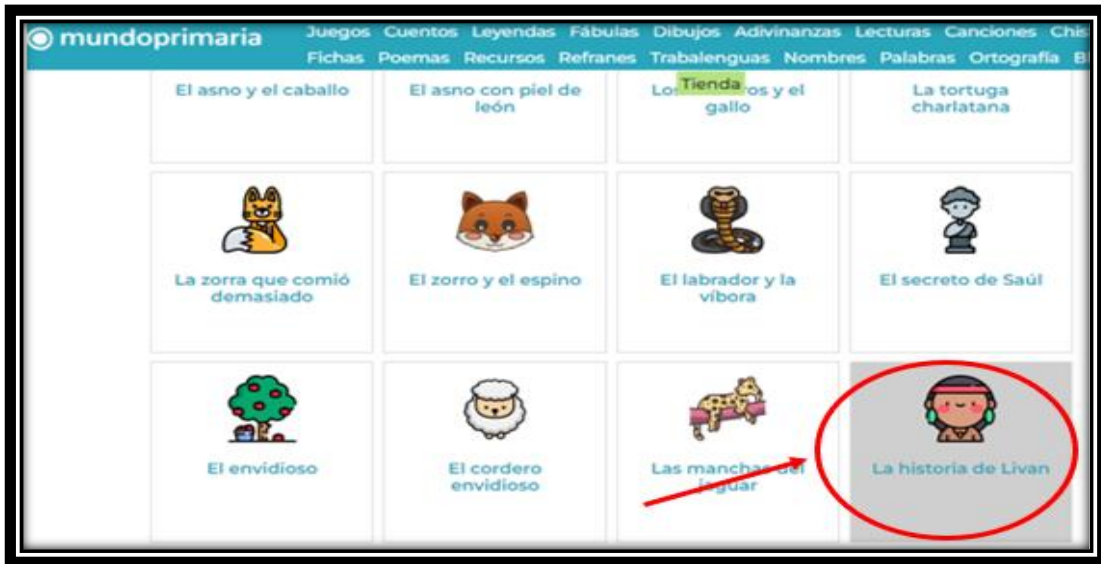 mundoprimaria
Juegos Cuentos Leyendas Fábulas Dibujos Adivinanzas Lecturas Canciones Chis
Fichas Poemas Recursos Refranes Trabalenguas Nombres Palabras Ortografía
Tienda
El asno y el caballo
El asno con piel de
león
y el
gallo
La tortuga
charlatana
La zorra que comió
demasiado
El zorro y el espino
El labrador y la
víbora
El secreto de Saúl
El envidioso
El cordero
envidioso
Las manchas del
jaguar
La historia de Livan